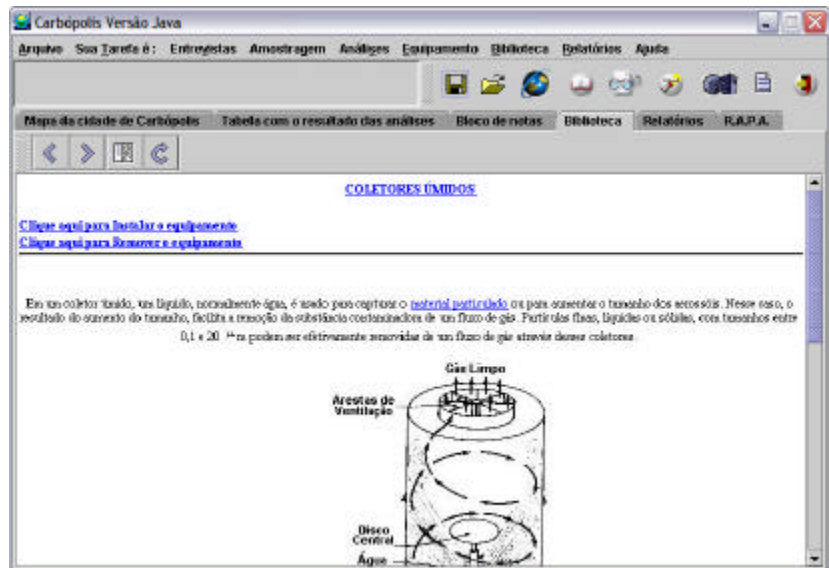 Carbópolis Versão Java
Arquivo Sua Tarefa é: Entrevistas Amostragem Análises Equipamento Biblioteca Relatórios Ajuda
Mapa da cidade de Carbópolis Tabela com o resultado das análises Bloco de notas Biblioteca Relatórios R.A.P.A.
COLETORES ÚMIDOS
Clique aqui para Instalar o equipamento
Clique aqui para Remover o equipamento
Em um coletor úmido, um líquido, normalmente água, é usado para capturar o material particulado ou para aumentar o tamanho dos aerossóis. Nesse caso, o
resultado do aumento do tamanho, facilita a remoção da substância contaminadora de um fluxo de gás. Partículas finas, líquidas ou sólidas, com tamanhos entre
0,1 e 20 μm podem ser efetivamente removidas de um fluxo de gás através desses coletores.
Gás Limpo
Arestas de
Ventilação
Disco
Central
Água